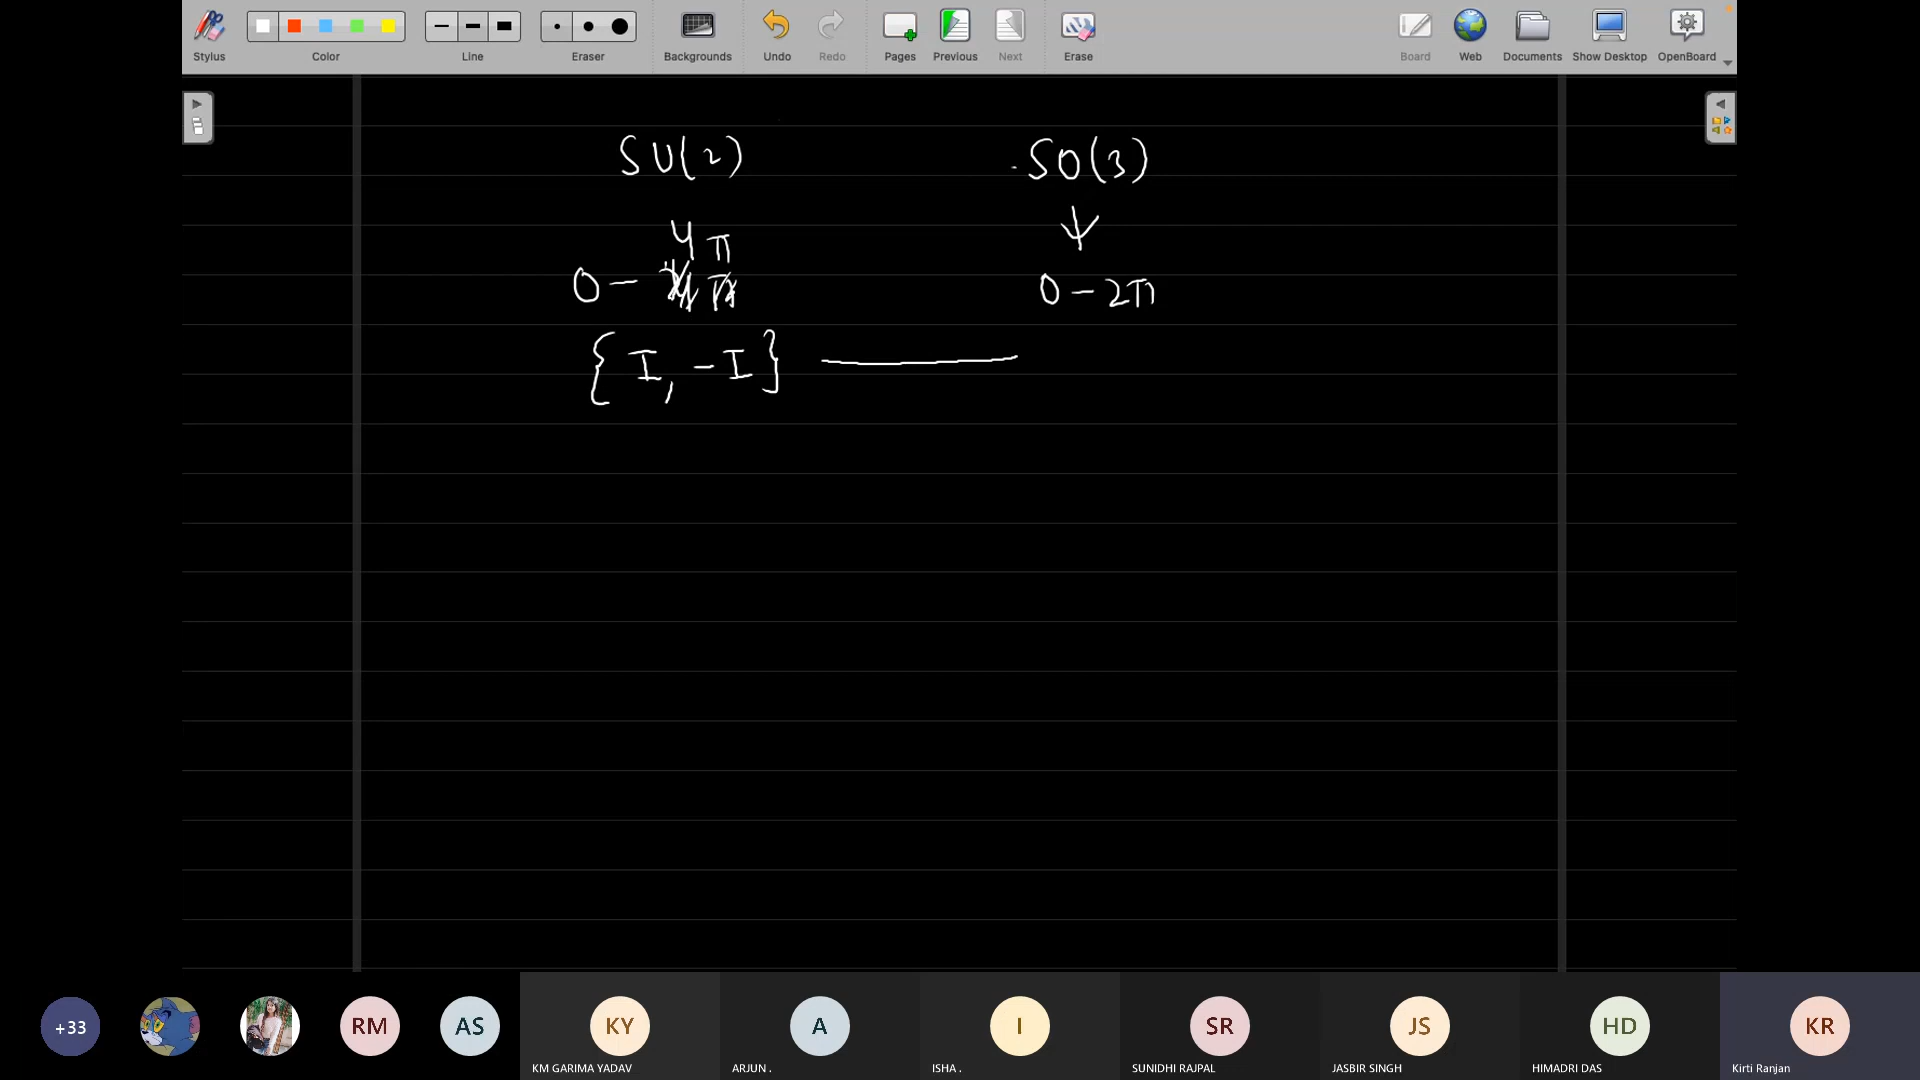 Stylus Color Line Eraser Backgrounds Undo Redo Pages Previous Next Erase Board Web Documents Show Desktop OpenBoard
SU(2) SO(3)
4π ψ
0 – 2π
{ I, -I }
+33 RM AS KY A I SR JS HD KR
KM GARIMA YADAV ARJUN . ISHA . SUNIDHI RAJPAL JASBIR SINGH HIMADRI DAS Kirti Ranjan